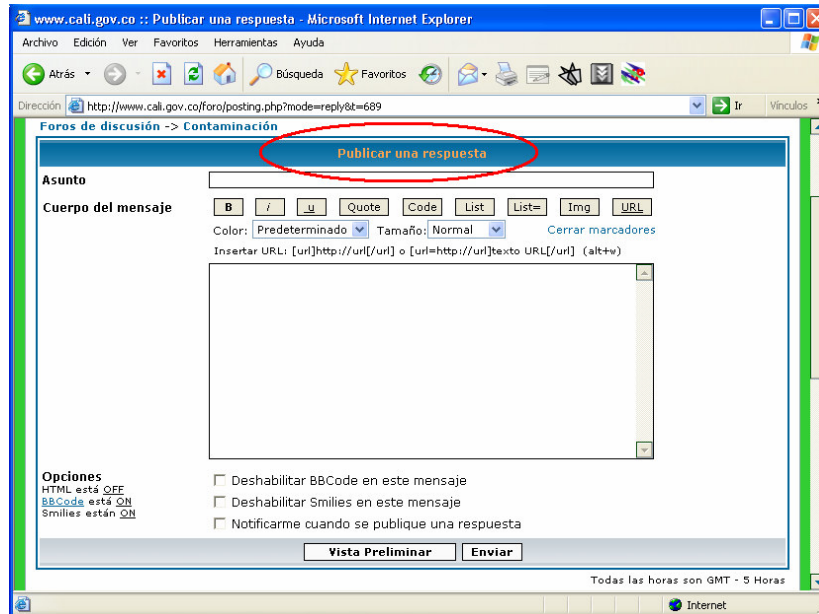 www.cali.gov.co :: Publicar una respuesta - Microsoft Internet Explorer
Archivo Edición Ver Favoritos Herramientas Ayuda
Atrás Búsqueda Favoritos
Dirección http://www.cali.gov.co/foro/posting.php?mode=reply&t=689 Ir Vínculos
Foros de discusión -> Contaminación
Publicar una respuesta
Asunto
Cuerpo del mensaje B i u Quote Code List List= Img URL
Color: Predeterminado Tamaño: Normal Cerrar marcadores
Insertar URL: [url]http://url[/url] o [url=http://url]texto URL[/url] (alt+w)
Opciones
HTML está OFF
BBCode está ON
Smilies están ON
Deshabilitar BBCode en este mensaje
Deshabilitar Smilies en este mensaje
Notificarme cuando se publique una respuesta
Vista Preliminar Enviar
Todas las horas son GMT - 5 Horas
Internet